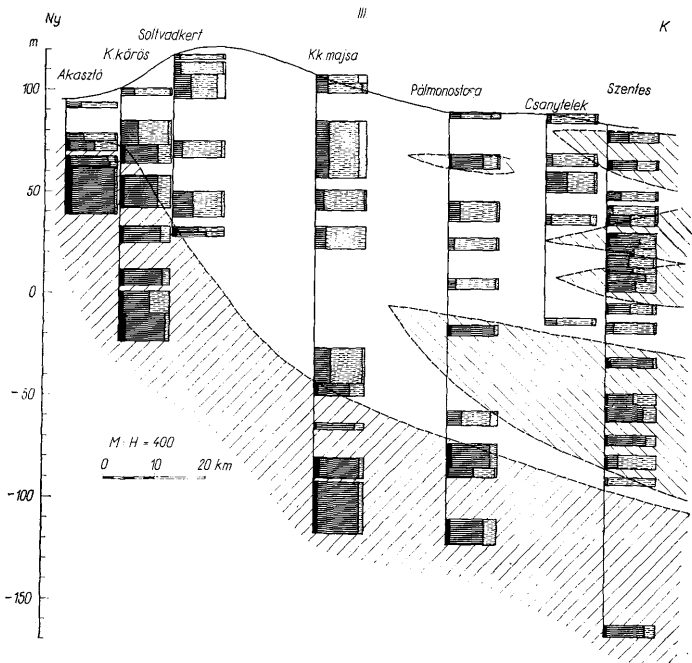 III.
Ny
K
m
Soltvadkert
K.kőrös
Kk. majsa
Akasztó
Pálmonostora
Csanytelek
Szentes
100
50
0
M·H = 400
0 10 20 km
-50
-100
-150